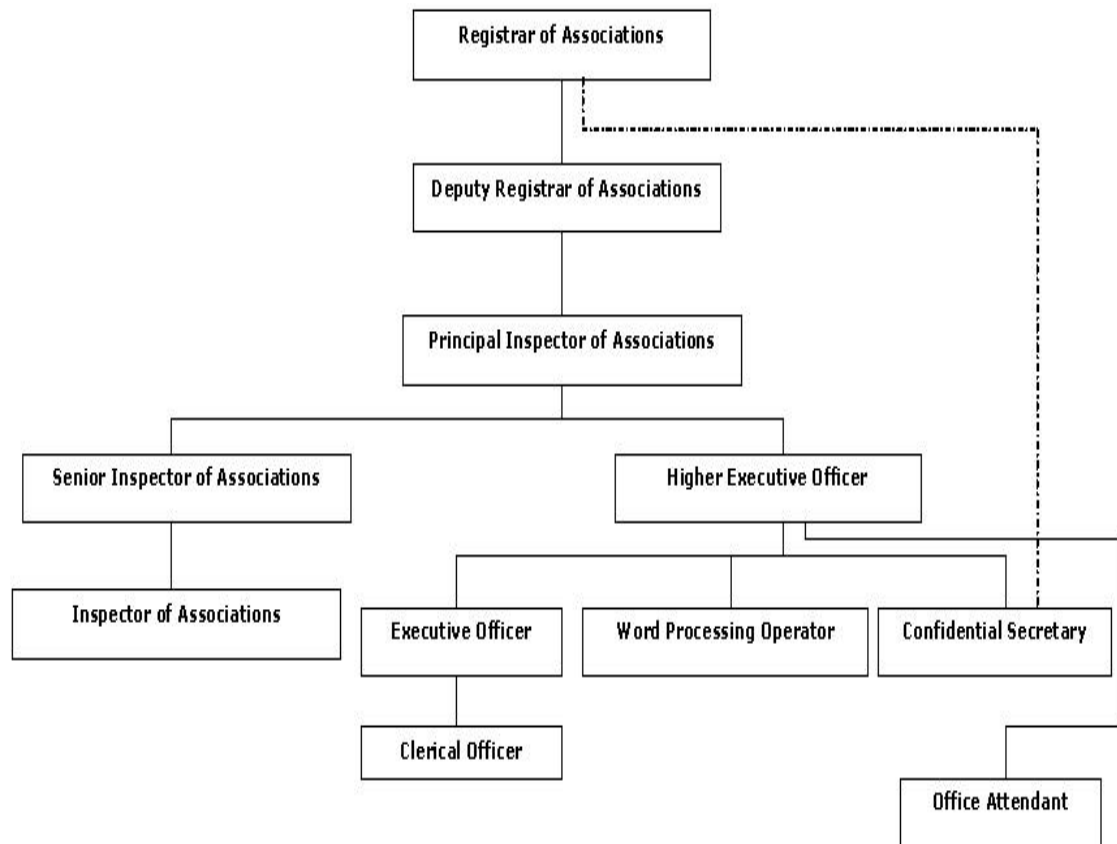 Registrar of Associations
Deputy Registrar of Associations
Principal Inspector of Associations
Senior Inspector of Associations
Higher Executive Officer
Inspector of Associations
Executive Officer
Word Processing Operator
Confidential Secretary
Clerical Officer
Office Attendant